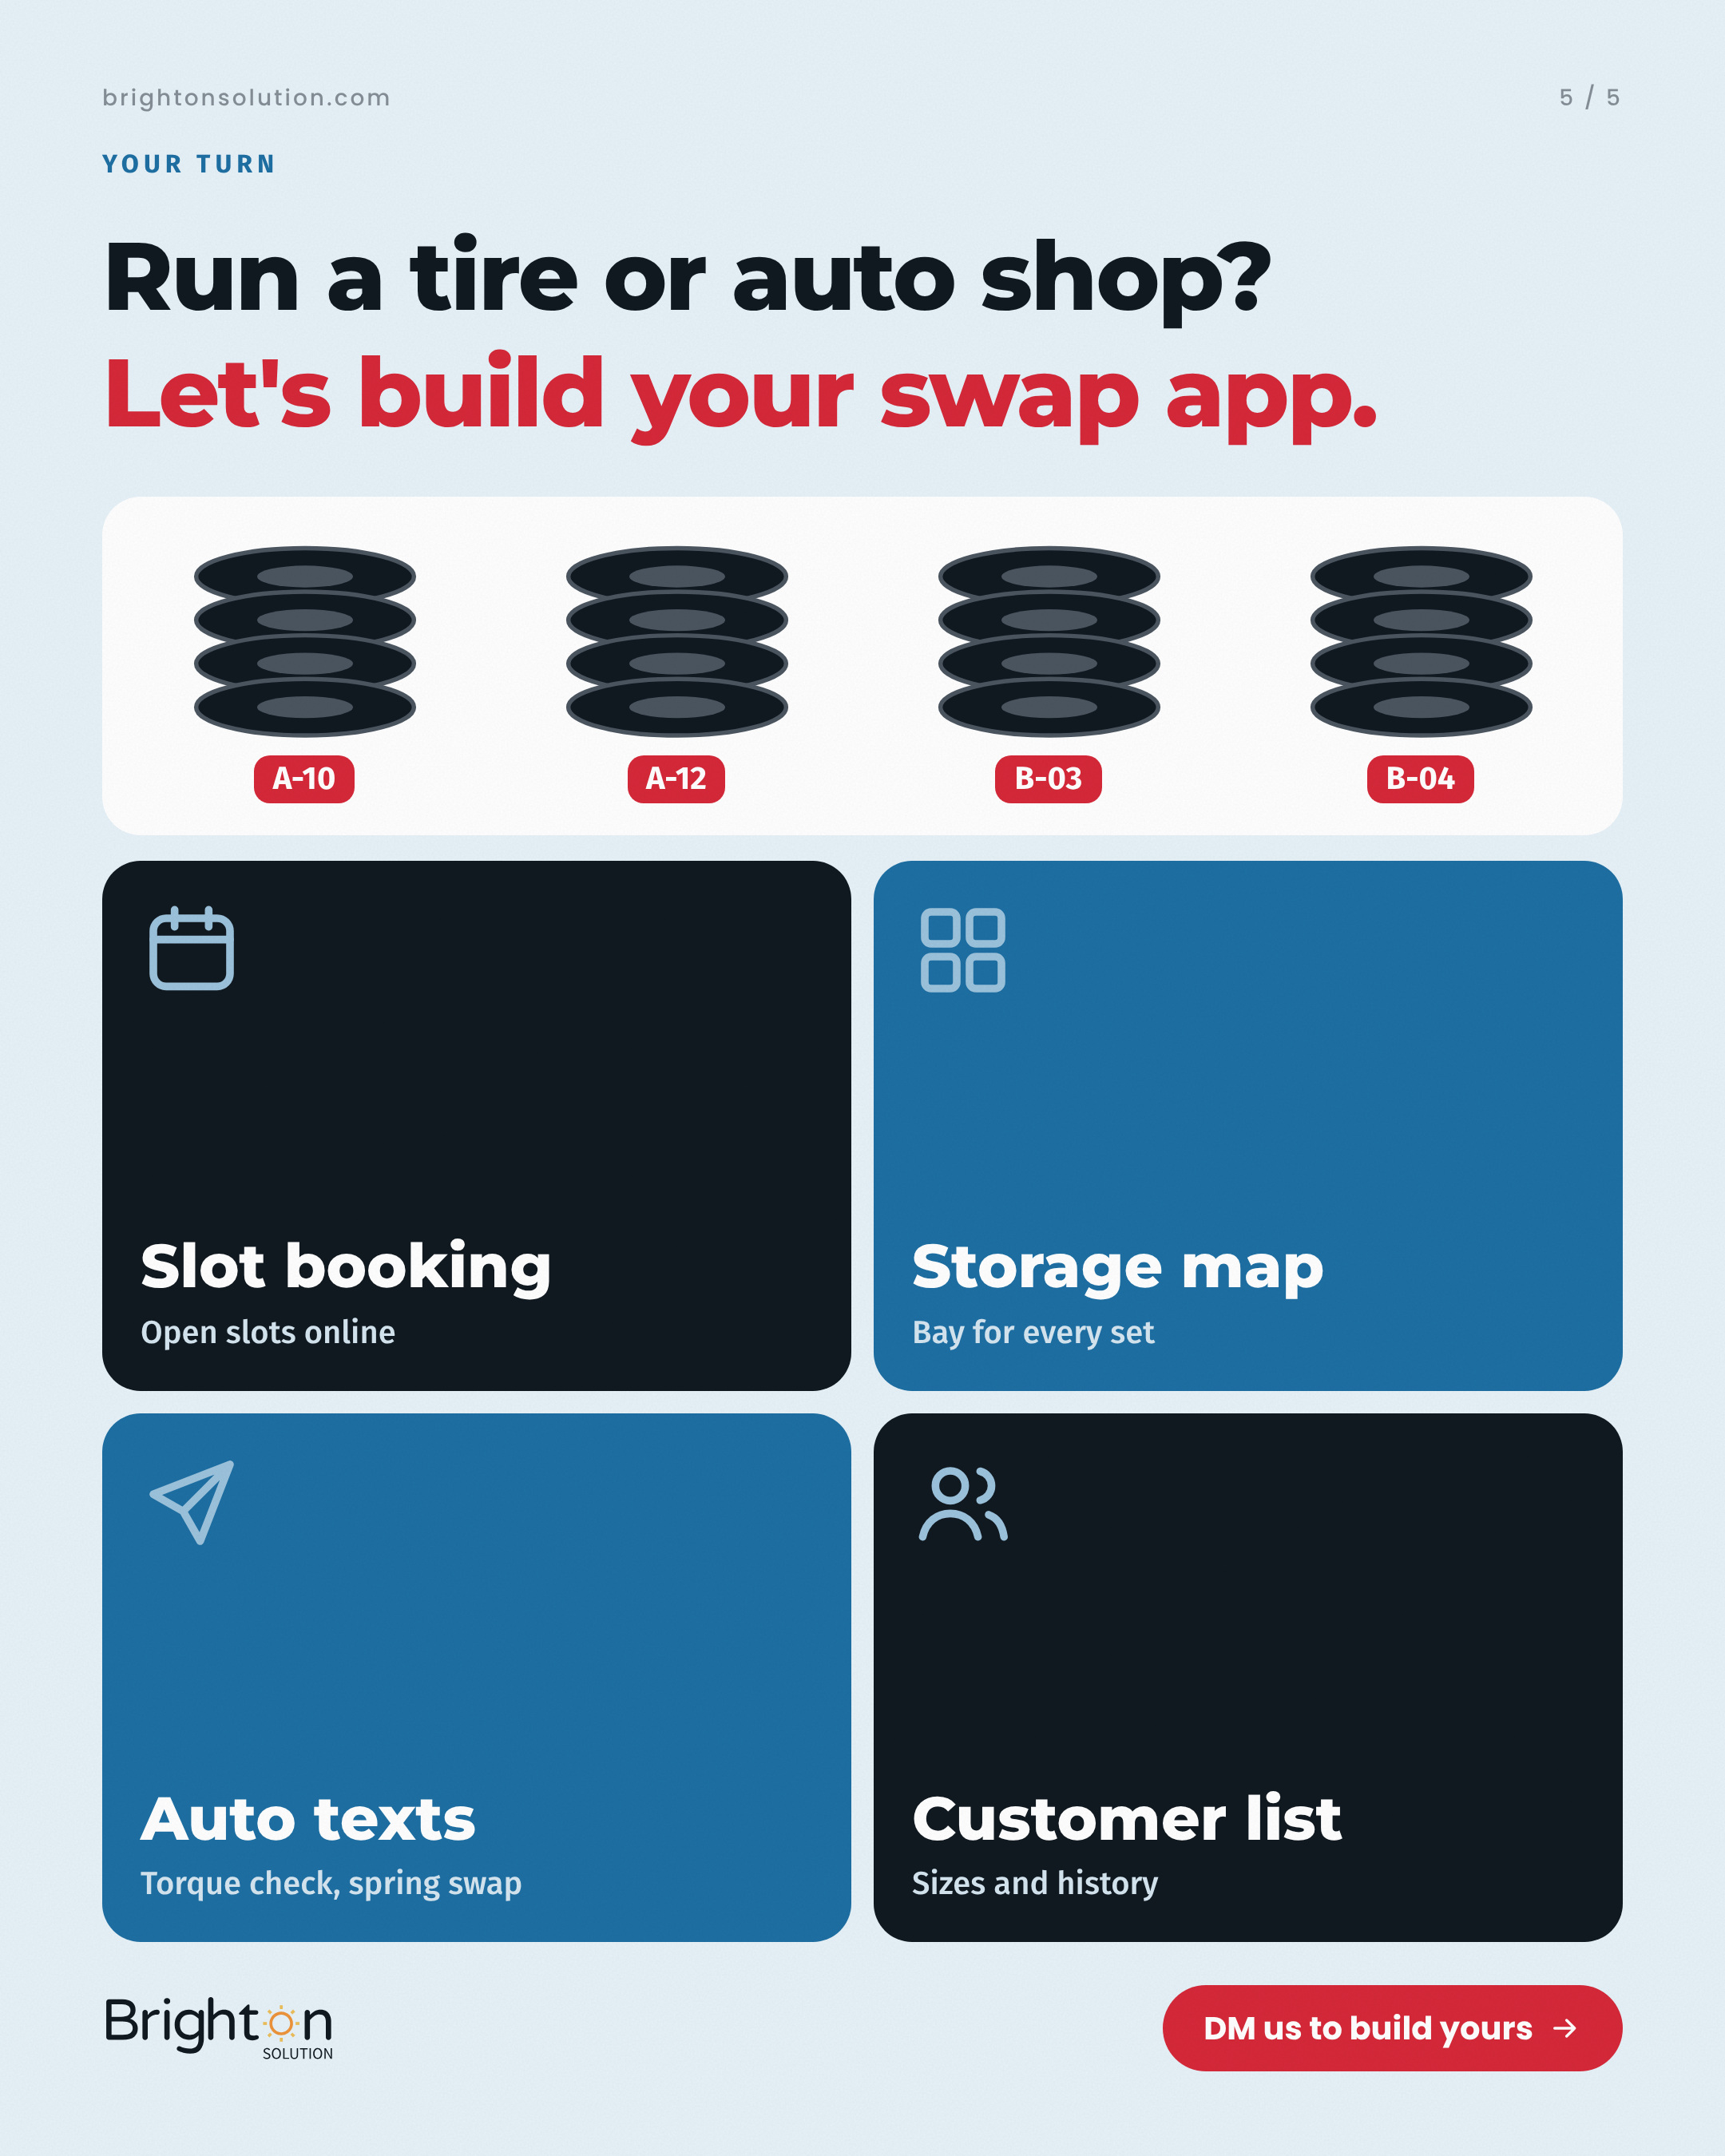 brightonsolution.com
5 / 5
YOUR TURN
Run a tire or auto shop?
Let's build your swap app.
A-10
A-12
B-03
B-04
Slot booking
Open slots online
Storage map
Bay for every set
Auto texts
Torque check, spring swap
Customer list
Sizes and history
Brighton
SOLUTION
DM us to build yours →